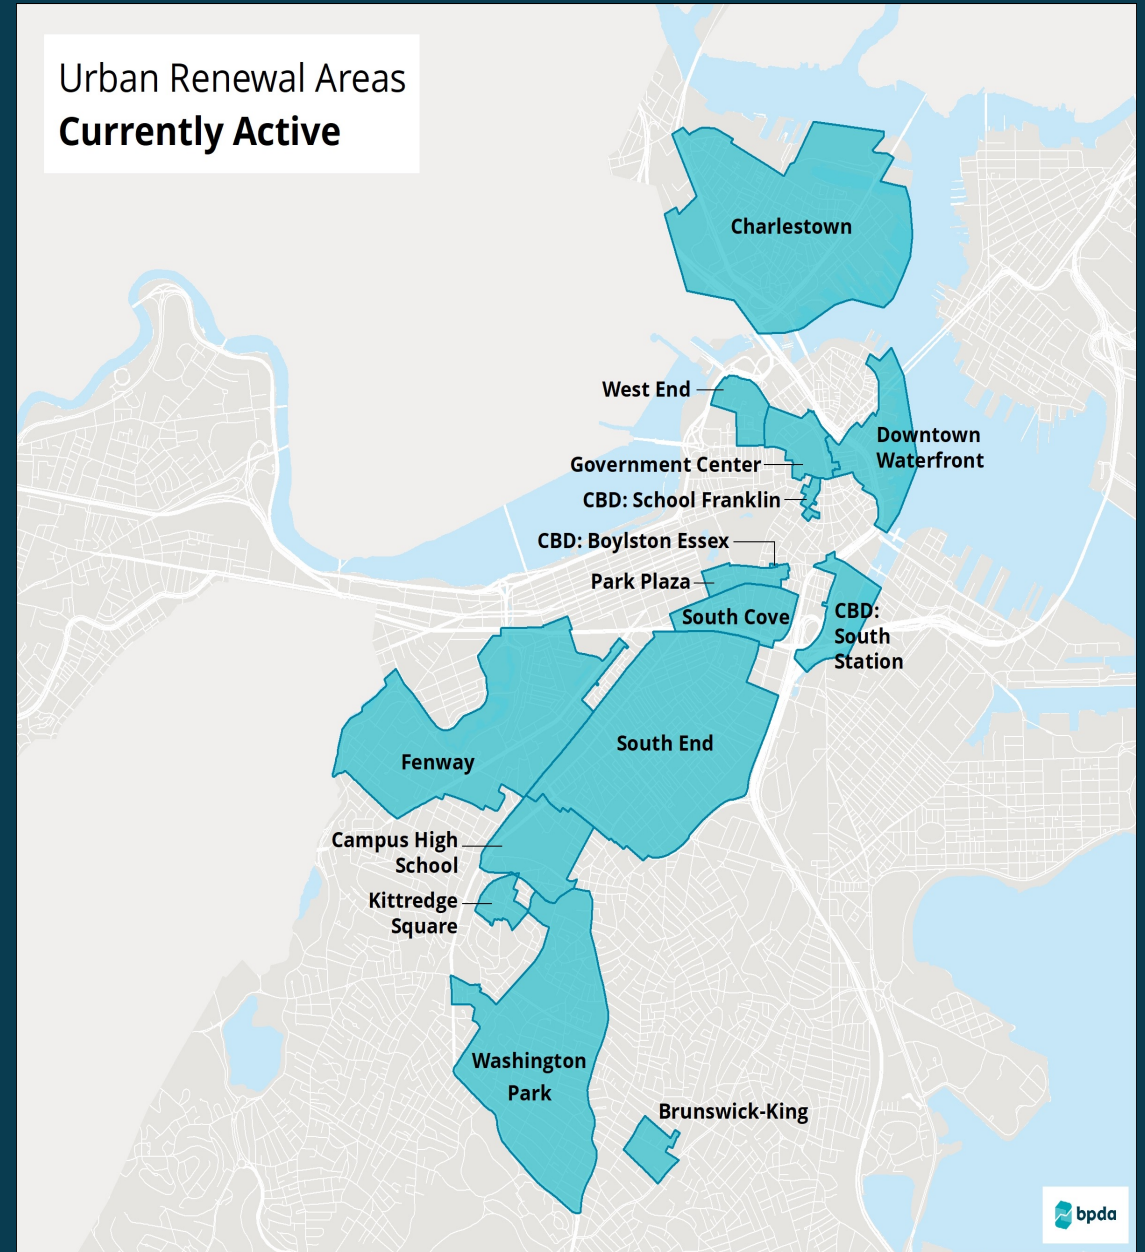 Urban Renewal Areas
Currently Active
Charlestown
West End
Downtown
Waterfront
Government Center
CBD: School Franklin
CBD: Boylston Essex
Park Plaza
South Cove
CBD:
South
Station
South End
Fenway
Campus High
School
Kittredge
Square
Washington
Park
Brunswick-King
bpda